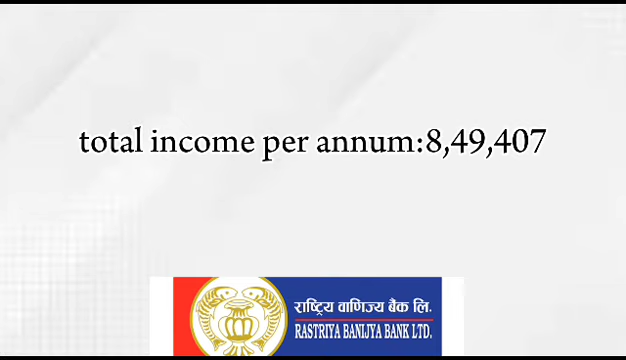 total income per annum:8,49,407
राष्ट्रिय वाणिज्य बैंक लि.
RASTRIYA BANIJYA BANK LTD.